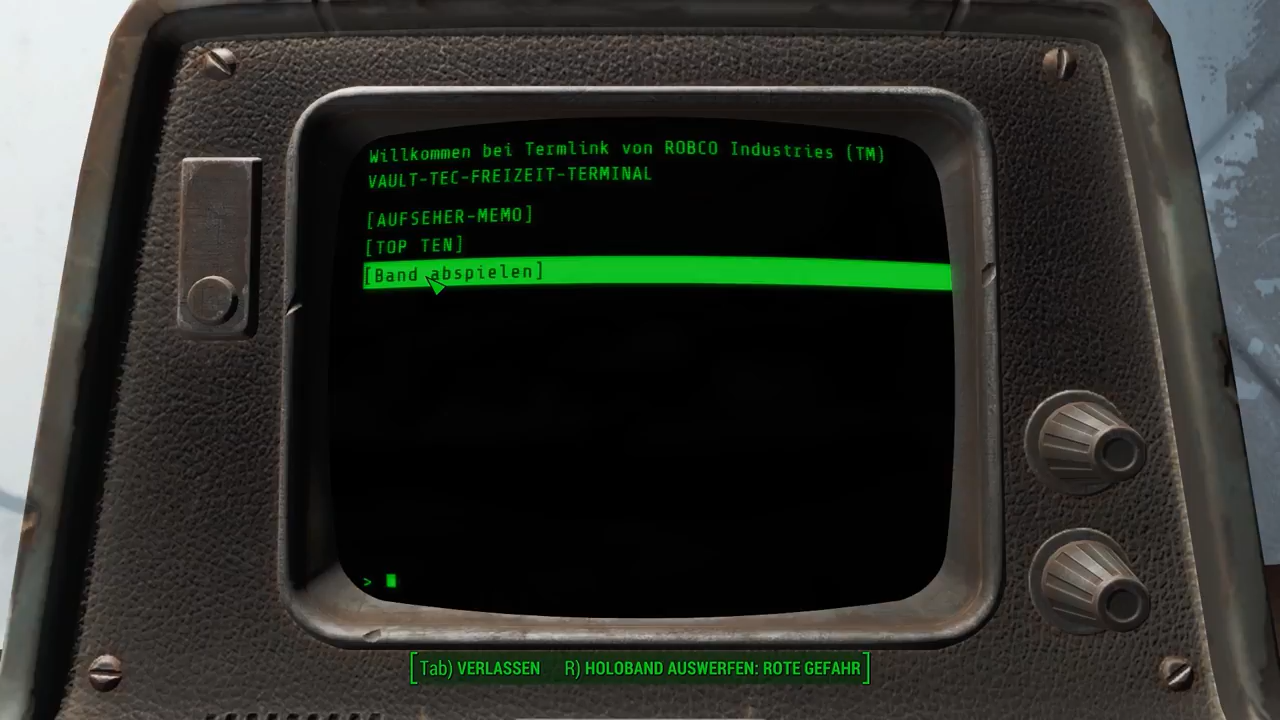 Willkommen bei Termlink von ROBCO Industries (TM)
VAULT-TEC-FREIZEIT-TERMINAL
[AUFSEHER-MEMO]
[TOP TEN]
[Band abspielen]
>
[Tab) VERLASSEN R) HOLOBAND AUSWERFEN: ROTE GEFAHR]